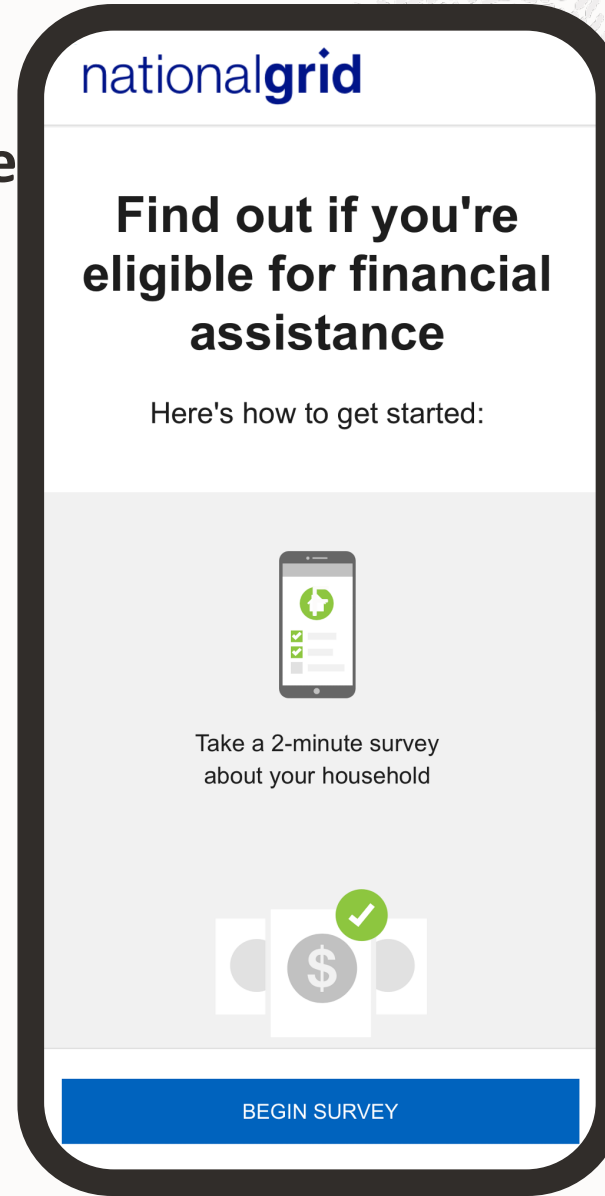 nationalgrid
e
Find out if you're
eligible for financial
assistance
Here's how to get started:
Take a 2-minute survey
about your household
$
BEGIN SURVEY